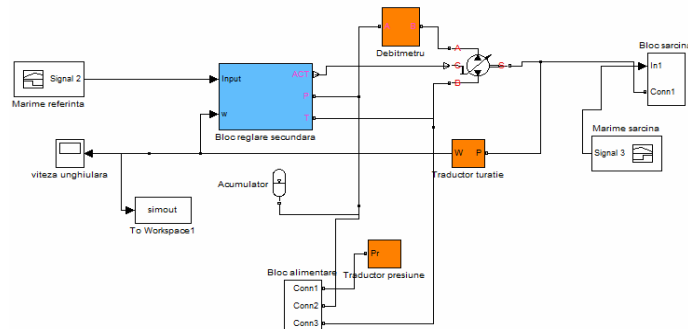 A
B
Debitmetru
Signal 2
Marime referinta
Input
w
ACT
P
T
Bloc reglare secundara
A
C
B
S
Bloc sarcina
In1
Conn1
Marime sarcina
Signal 3
viteza unghiulara
simout
To Workspace1
Acumulator
W P
Traductor turatie
Bloc alimentare
Conn1
Conn2
Conn3
Pr
Traductor presiune